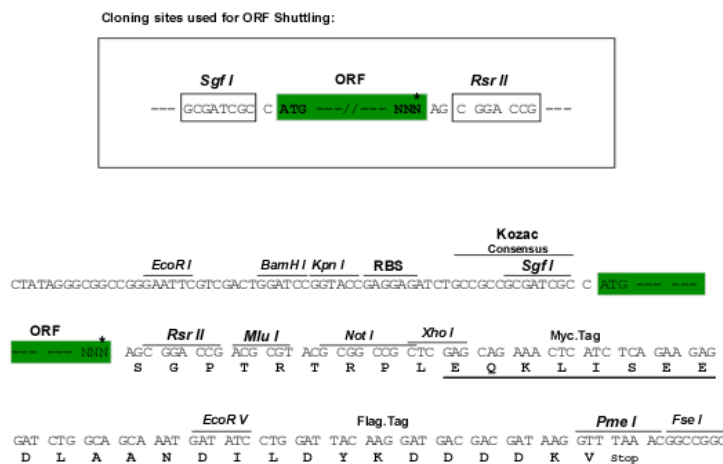 Cloning sites used for ORF Shuttling:
Sgf I ORF Rsr II
--- GCGATCGC C ATG ---//--- NNN* AG C GGA CCG ---
Kozac
Consensus
EcoR I BamH I Kpn I RBS Sgf I
CTATAGGGCGGCCGGGAATTCGTCGACTGGATCCGGTACCGAGGAGATCTGCCGCCGCGATCGC C ATG --- ---
ORF Rsr II Mlu I Not I Xho I Myc.Tag
--- --- NNN* AGC GGA CCG ACG CGT ACG CGG CCG CTC GAG CAG AAA CTC ATC TCA GAA GAG
S G P T R T R P L E Q K L I S E E
EcoR V Flag.Tag Pme I Fse I
GAT CTG GCA GCA AAT GAT ATC CTG GAT TAC AAG GAT GAC GAC GAT AAG GTT TAA ACGGCCGGC
D L A A N D I L D Y K D D D D K V Stop